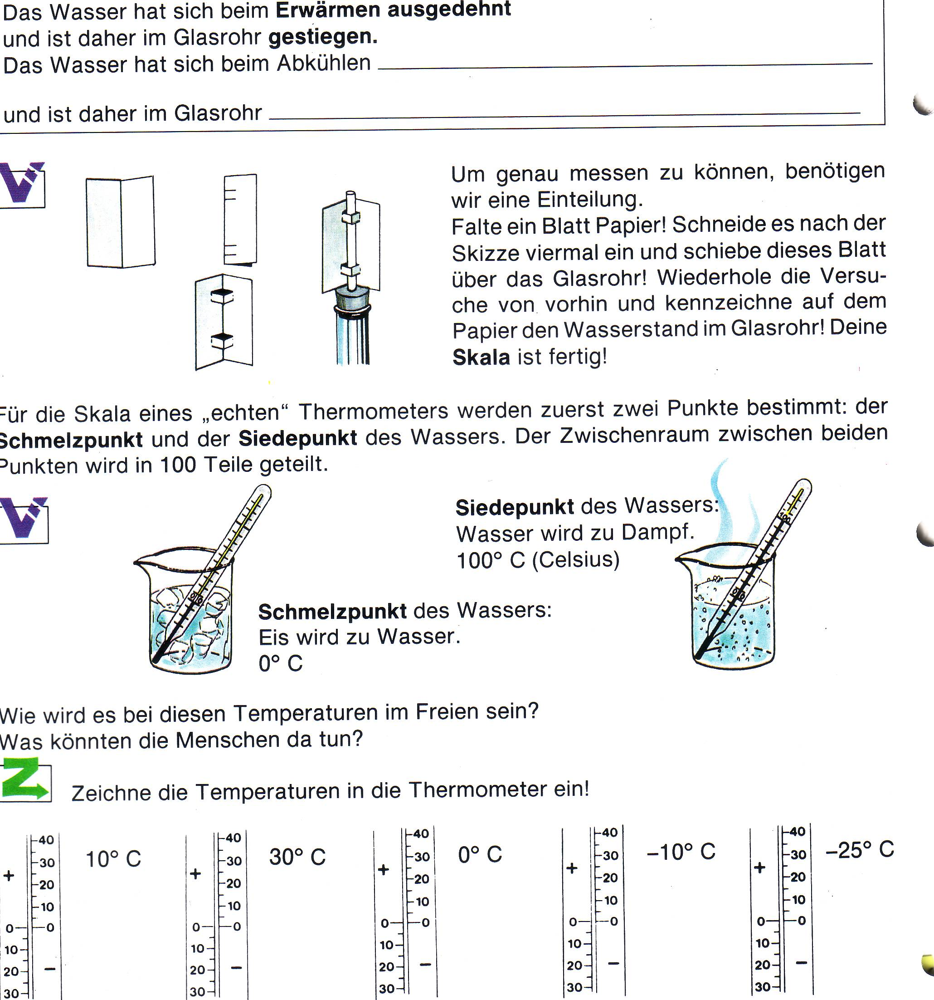 Das Wasser hat sich beim Erwärmen ausgedehnt
und ist daher im Glasrohr gestiegen.
Das Wasser hat sich beim Abkühlen
und ist daher im Glasrohr
Um genau messen zu können, benötigen
wir eine Einteilung.
Falte ein Blatt Papier! Schneide es nach der
Skizze viermal ein und schiebe dieses Blatt
über das Glasrohr! Wiederhole die Versu-
che von vorhin und kennzeichne auf dem
Papier den Wasserstand im Glasrohr! Deine
Skala ist fertig!
Für die Skala eines „echten“ Thermometers werden zuerst zwei Punkte bestimmt: der
Schmelzpunkt und der Siedepunkt des Wassers. Der Zwischenraum zwischen beiden
Punkten wird in 100 Teile geteilt.
Siedepunkt des Wassers:
Wasser wird zu Dampf.
100° C (Celsius)
Schmelzpunkt des Wassers:
Eis wird zu Wasser.
0° C
Wie wird es bei diesen Temperaturen im Freien sein?
Was könnten die Menschen da tun?
Z
Zeichne die Temperaturen in die Thermometer ein!
40 40 40 40 40
10° C 30° C 0° C –10° C –25° C
30 30 30 30 30
+ + + + +
20 20 20 20 20
10 10 10 10 10
0 0 0 0 0 0 0 0 0 0
10 10 10 10 10
20 – 20 – 20 – 20 – 20 –
30 30 30 30 30